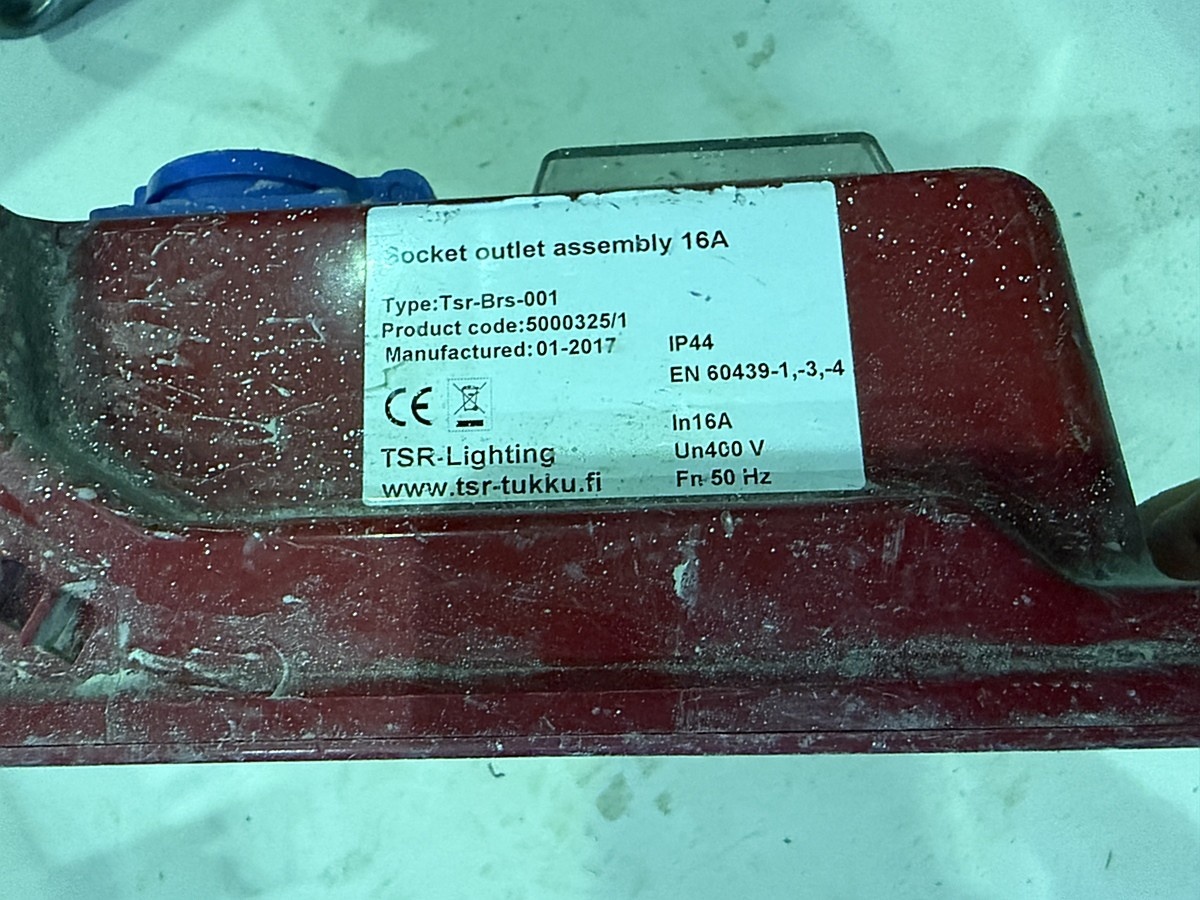 Socket outlet assembly 16A
Type:Tsr-Brs-001
Product code:5000325/1
Manufactured: 01-2017
IP44
EN 60439-1,-3,-4
CE
In16A
Un400 V
Fn 50 Hz
TSR-Lighting
www.tsr-tukku.fi